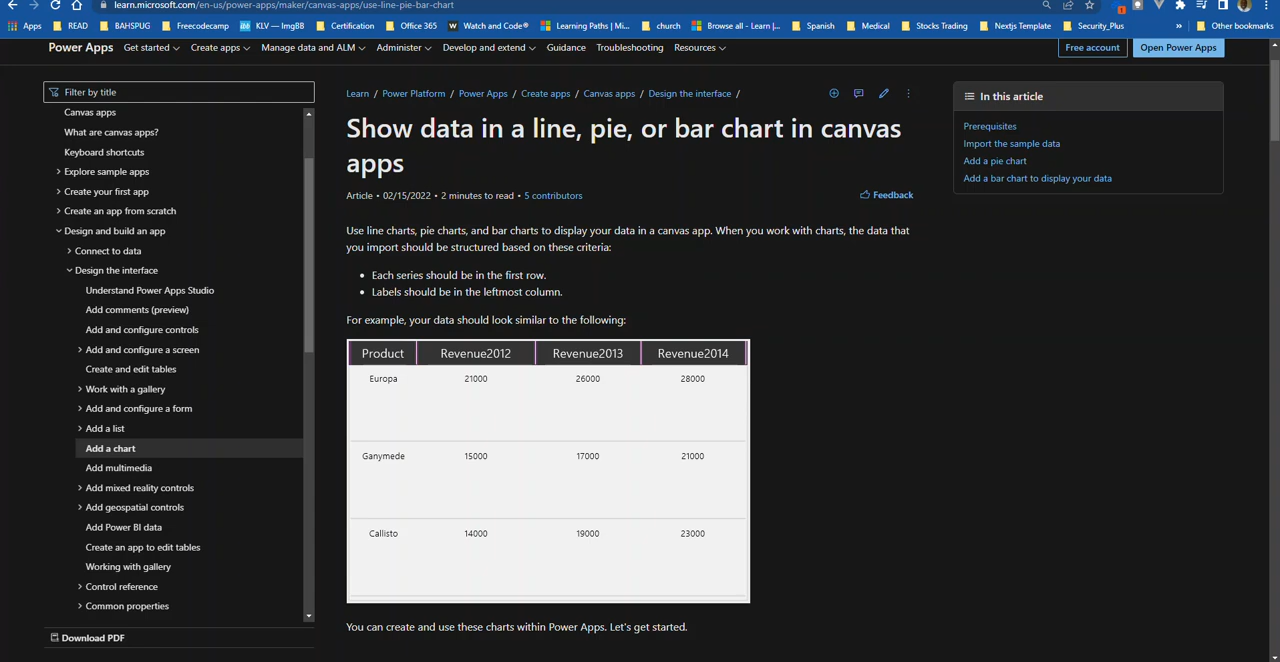 learn.microsoft.com/en-us/power-apps/maker/canvas-apps/use-line-pie-bar-chart
Apps READ BAHSPUG Freecodecamp KLV — ImgBB Certification Office 365 Watch and Code® Learning Paths | Mi... church Browse all - Learn |... Spanish Medical Stocks Trading Nextjs Template Security_Plus » Other bookmarks
Power Apps Get started Create apps Manage data and ALM Administer Develop and extend Guidance Troubleshooting Resources Free account Open Power Apps
Filter by title
Canvas apps
What are canvas apps?
Keyboard shortcuts
Explore sample apps
Create your first app
Create an app from scratch
Design and build an app
Connect to data
Design the interface
Understand Power Apps Studio
Add comments (preview)
Add and configure controls
Add and configure a screen
Create and edit tables
Work with a gallery
Add and configure a form
Add a list
Add a chart
Add multimedia
Add mixed reality controls
Add geospatial controls
Add Power BI data
Create an app to edit tables
Working with gallery
Control reference
Common properties
Download PDF
Learn / Power Platform / Power Apps / Create apps / Canvas apps / Design the interface /
Show data in a line, pie, or bar chart in canvas
apps
Article • 02/15/2022 • 2 minutes to read • 5 contributors
Feedback
Use line charts, pie charts, and bar charts to display your data in a canvas app. When you work with charts, the data that
you import should be structured based on these criteria:
• Each series should be in the first row.
• Labels should be in the leftmost column.
For example, your data should look similar to the following:
Product Revenue2012 Revenue2013 Revenue2014
Europa 21000 26000 28000
Ganymede 15000 17000 21000
Callisto 14000 19000 23000
You can create and use these charts within Power Apps. Let's get started.
In this article
Prerequisites
Import the sample data
Add a pie chart
Add a bar chart to display your data